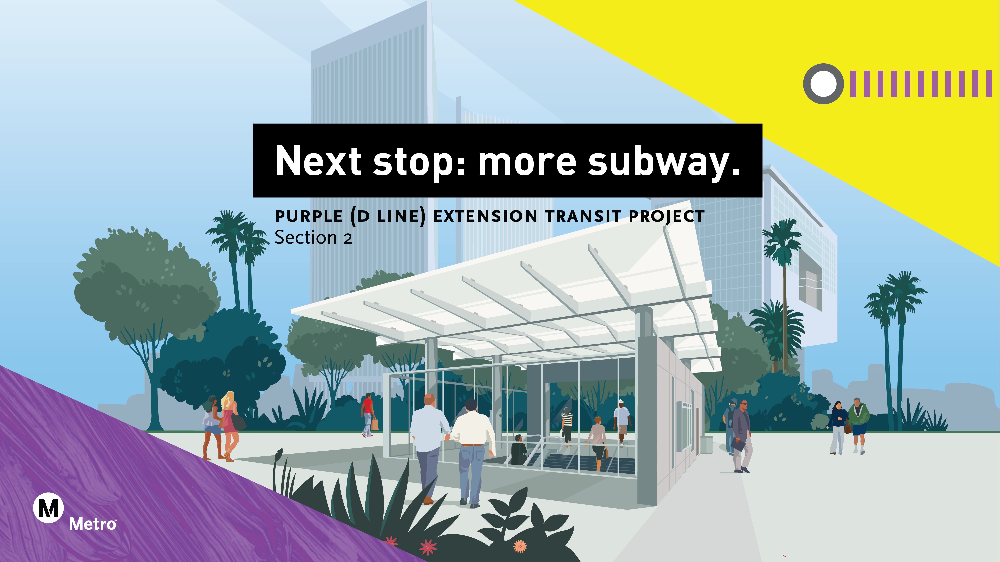 Next stop: more subway.
PURPLE (D LINE) EXTENSION TRANSIT PROJECT
Section 2
M
Metro®